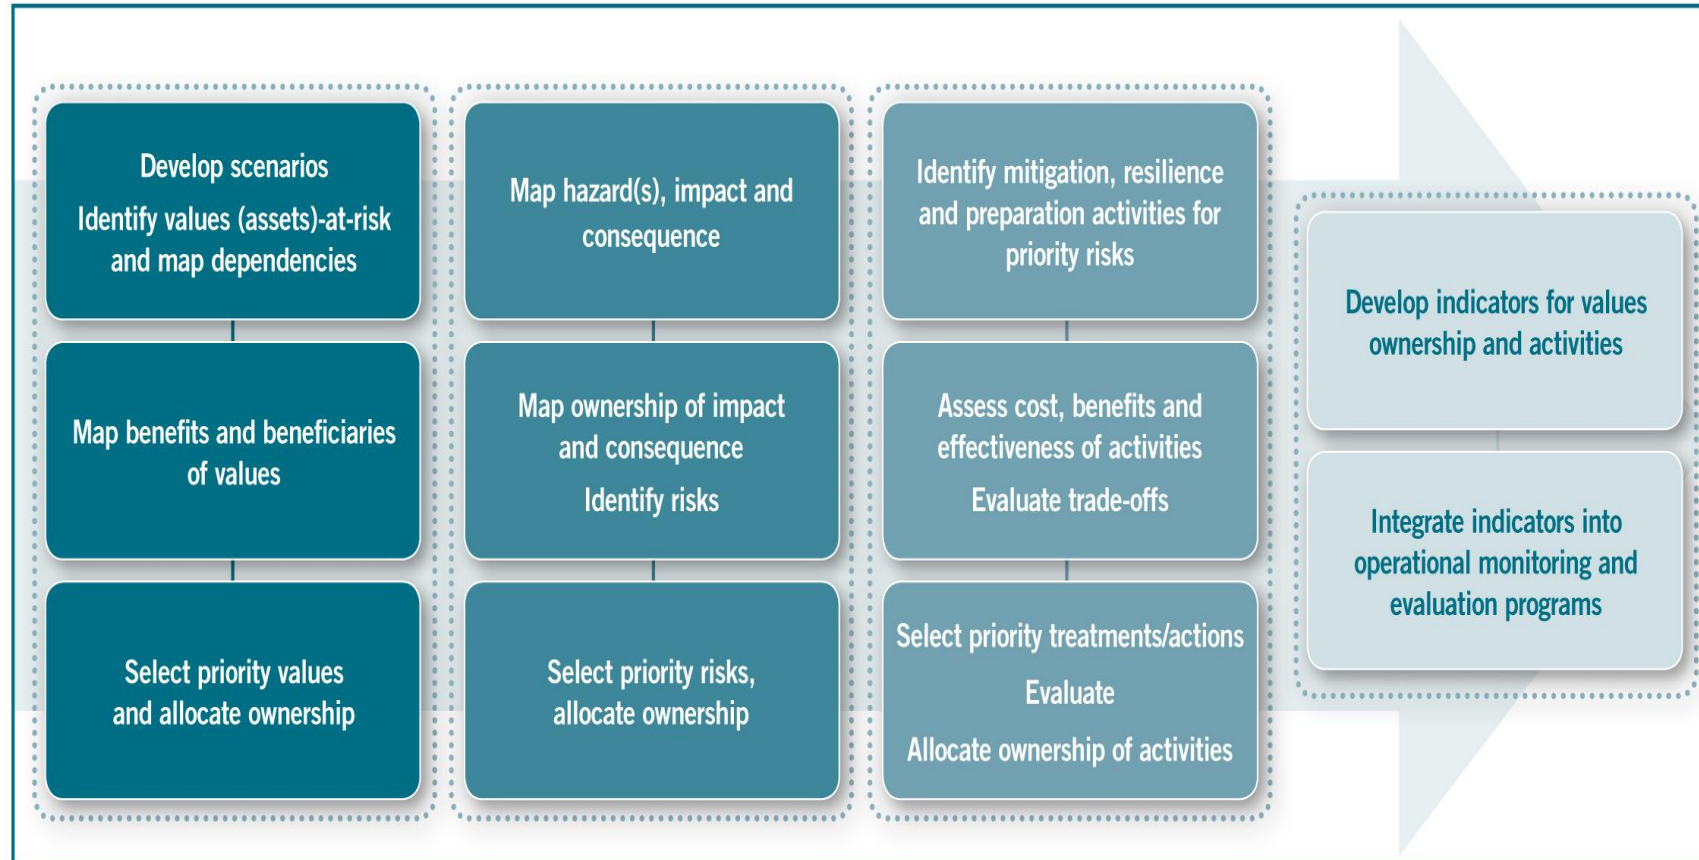 Develop scenarios
Identify values (assets)-at-risk
and map dependencies
Map benefits and beneficiaries
of values
Select priority values
and allocate ownership
Map hazard(s), impact and
consequence
Map ownership of impact
and consequence
Identify risks
Select priority risks,
allocate ownership
Identify mitigation, resilience
and preparation activities for
priority risks
Assess cost, benefits and
effectiveness of activities
Evaluate trade-offs
Select priority treatments/actions
Evaluate
Allocate ownership of activities
Develop indicators for values
ownership and activities
Integrate indicators into
operational monitoring and
evaluation programs